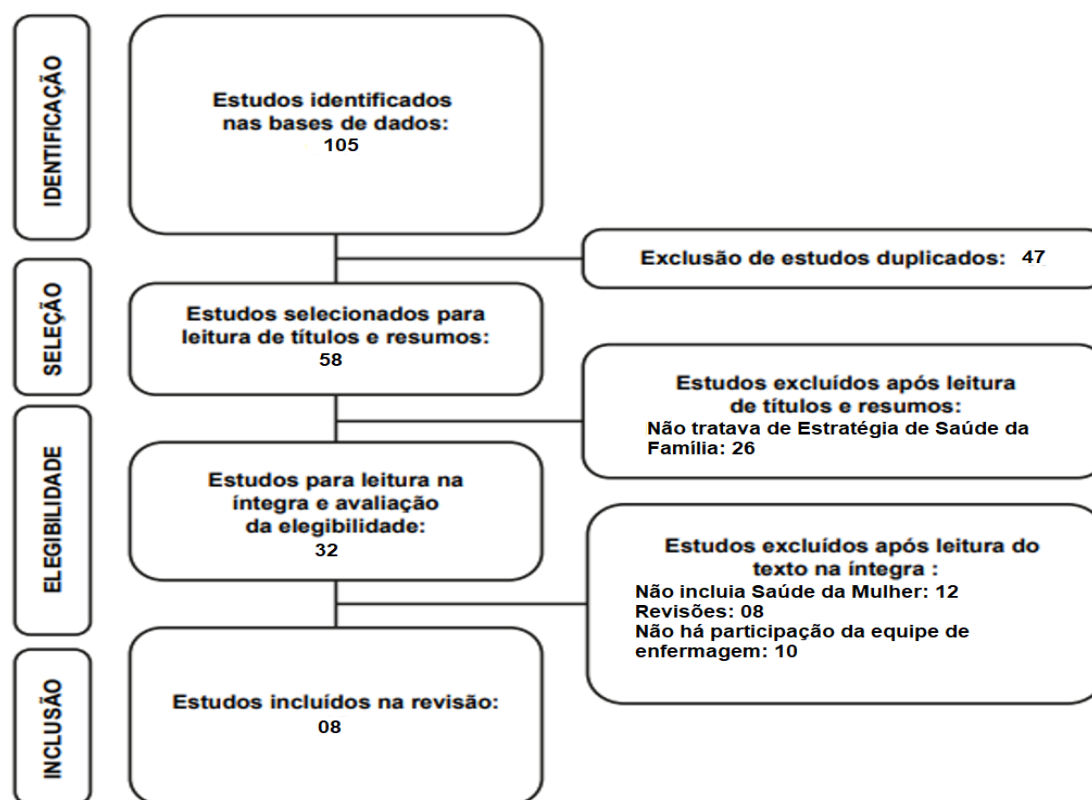 IDENTIFICAÇÃO
Estudos identificados
nas bases de dados:
105
Exclusão de estudos duplicados: 47
SELEÇÃO
Estudos selecionados para
leitura de títulos e resumos:
58
Estudos excluídos após leitura
de títulos e resumos:
Não tratava de Estratégia de Saúde da
Família: 26
ELEGIBILIDADE
Estudos para leitura na
íntegra e avaliação
da elegibilidade:
32
Estudos excluídos após leitura do
texto na íntegra :
Não incluia Saúde da Mulher: 12
Revisões: 08
Não há participação da equipe de
enfermagem: 10
INCLUSÃO
Estudos incluídos na revisão:
08